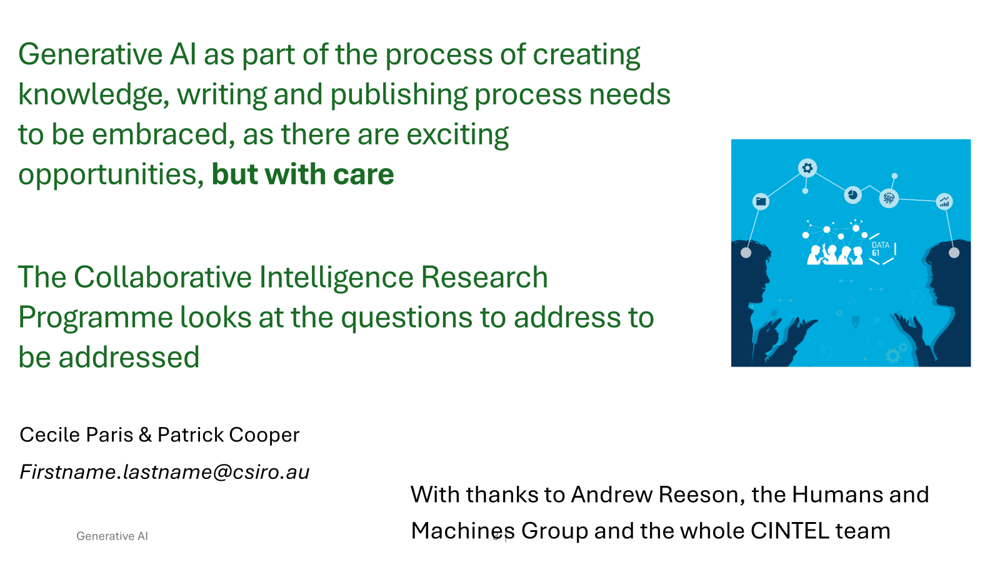 Generative AI as part of the process of creating
knowledge, writing and publishing process needs
to be embraced, as there are exciting
opportunities, but with care
DATA
61
The Collaborative Intelligence Research
Programme looks at the questions to address to
be addressed
Cecile Paris & Patrick Cooper
Firstname.lastname@csiro.au
With thanks to Andrew Reeson, the Humans and
Machines Group and the whole CINTEL team
Generative AI